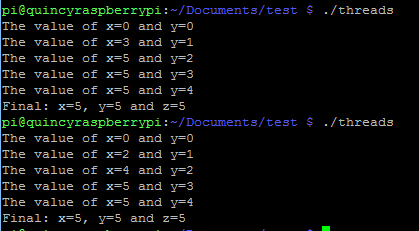 pi@quincyraspberrypi:~/Documents/test $ ./threads
The value of x=0 and y=0
The value of x=3 and y=1
The value of x=5 and y=2
The value of x=5 and y=3
The value of x=5 and y=4
Final: x=5, y=5 and z=5
pi@quincyraspberrypi:~/Documents/test $ ./threads
The value of x=0 and y=0
The value of x=2 and y=1
The value of x=4 and y=2
The value of x=5 and y=3
The value of x=5 and y=4
Final: x=5, y=5 and z=5
pi@quincyraspberrypi:~/Documents/test $